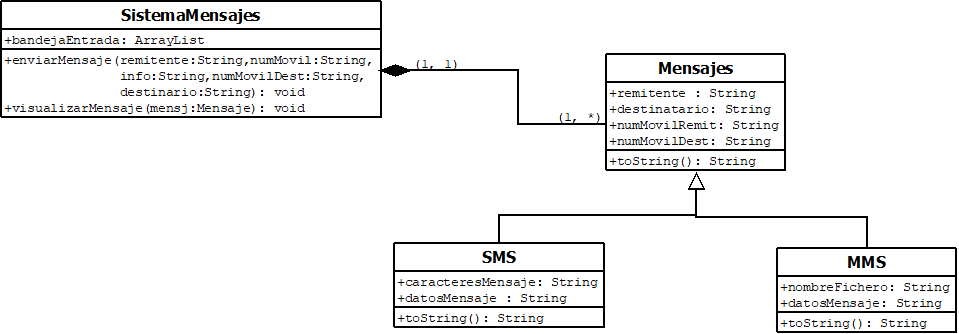 SistemaMensajes
+bandejaEntrada: ArrayList
+enviarMensaje(remitente:String,numMovil:String,
info:String,numMovilDest:String,
destinario:String): void
+visualizarMensaje(mensj:Mensaje): void
(1, 1)
(1, *)
Mensajes
+remitente : String
+destinatario: String
+numMovilRemit: String
+numMovilDest: String
+toString(): String
SMS
+caracteresMensaje: String
+datosMensaje : String
+toString(): String
MMS
+nombreFichero: String
+datosMensaje: String
+toString(): String